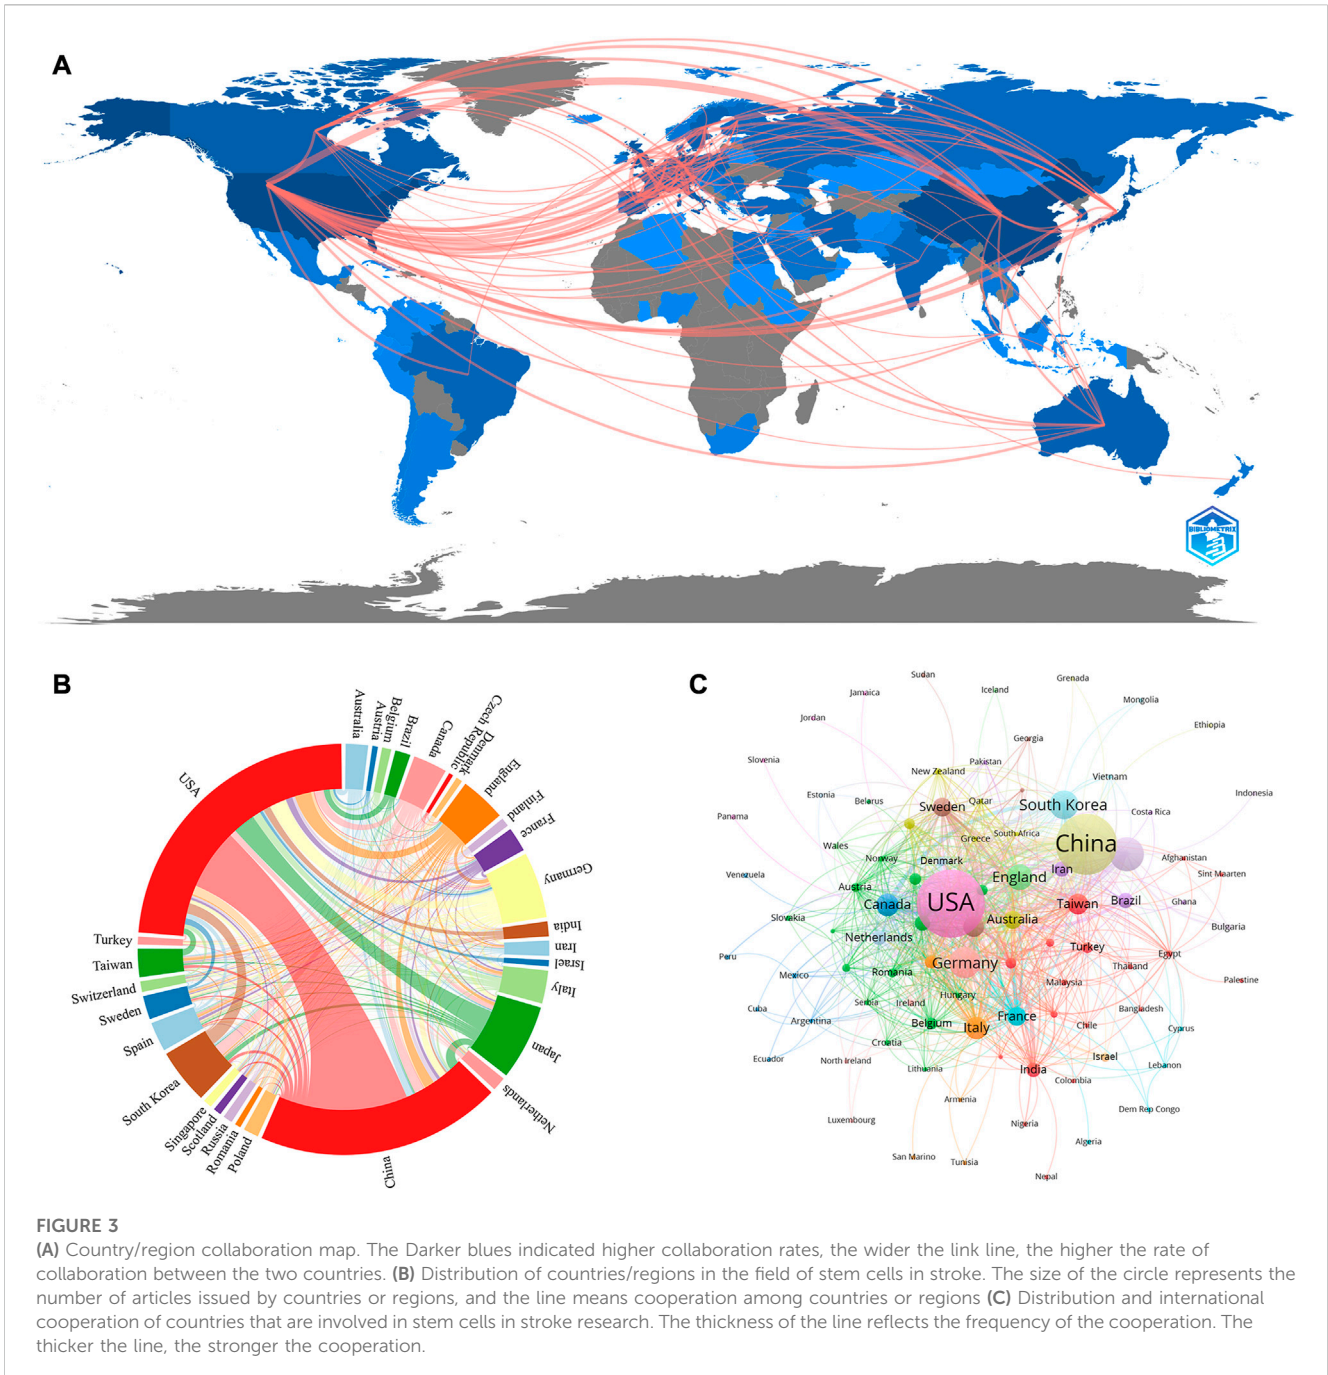 A
BIBLIOMETRIX
B
Australia
Austria
Belgium
Brazil
Canada
Czech Republic
Denmark
England
Finland
France
Germany
India
Iran
Israel
Italy
Japan
Netherlands
China
Poland
Romania
Russia
Scotland
Singapore
South Korea
Spain
Sweden
Switzerland
Taiwan
Turkey
USA
C
Sudan
Grenada
Iceland
Jamaica
Mongolia
Jordan
Ethiopia
Georgia
Slovenia
Pakistan
New Zealand
Vietnam
Estonia
Belarus
Sweden
Qatar
South Korea
Indonesia
Costa Rica
Panama
South Africa
Greece
Wales
China
Norway
Denmark
Afghanistan
Iran
Venezuela
England
Sint Maarten
Austria
USA
Canada
Taiwan
Brazil
Ghana
Slovakia
Australia
Bulgaria
Netherlands
Turkey
Peru
Germany
Egypt
Thailand
Mexico
Romania
Malaysia
Palestine
Hungary
Cuba
Serbia
Ireland
Bangladesh
Argentina
Belgium
Italy
France
Chile
Cyprus
Croatia
Ecuador
North Ireland
Israel
Lebanon
Lithuania
India
Colombia
Armenia
Dem Rep Congo
Luxembourg
Nigeria
Algeria
San Marino
Tunisia
Nepal
FIGURE 3
(A) Country/region collaboration map. The Darker blues indicated higher collaboration rates, the wider the link line, the higher the rate of
collaboration between the two countries. (B) Distribution of countries/regions in the field of stem cells in stroke. The size of the circle represents the
number of articles issued by countries or regions, and the line means cooperation among countries or regions (C) Distribution and international
cooperation of countries that are involved in stem cells in stroke research. The thickness of the line reflects the frequency of the cooperation. The
thicker the line, the stronger the cooperation.